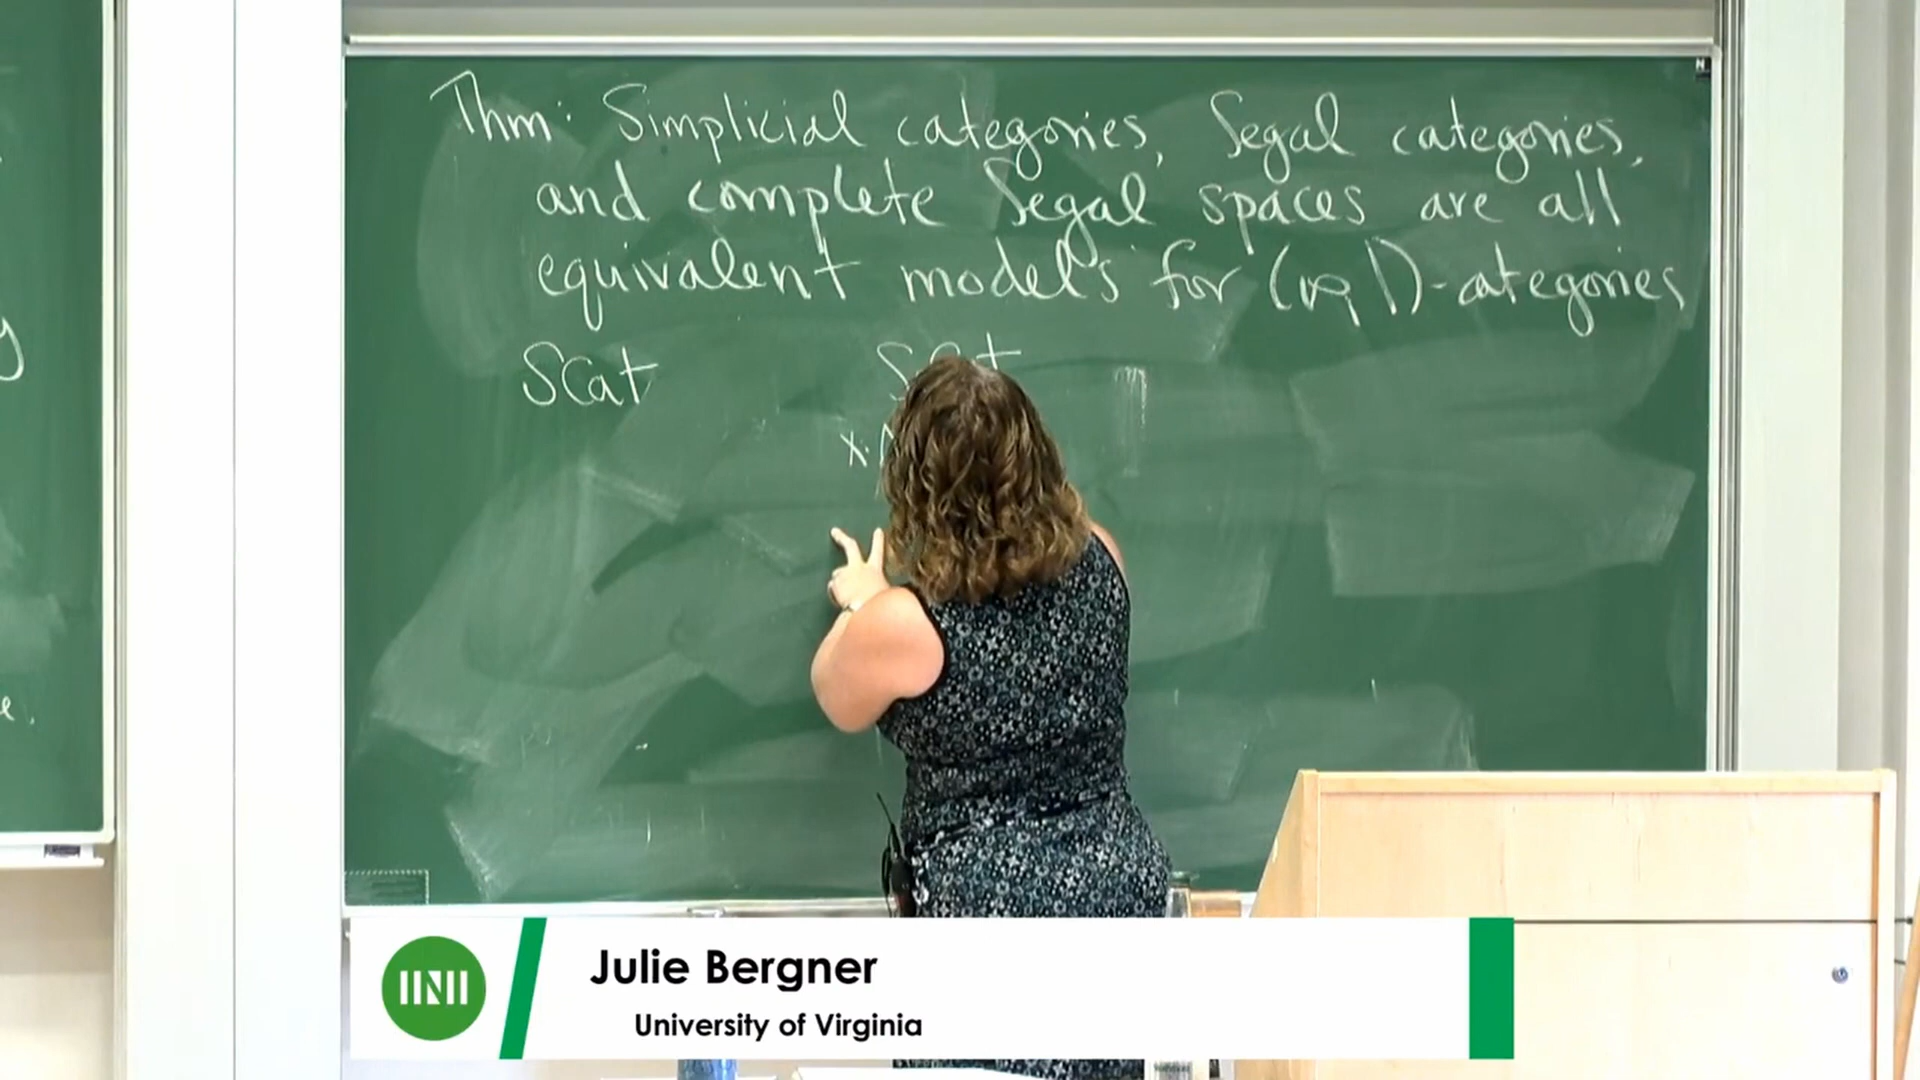 Thm: Simplicial categories, Segal categories,
and complete Segal spaces are all
equivalent models for (∞,1)-categories
SCat
X:
y
e.
Julie Bergner
University of Virginia